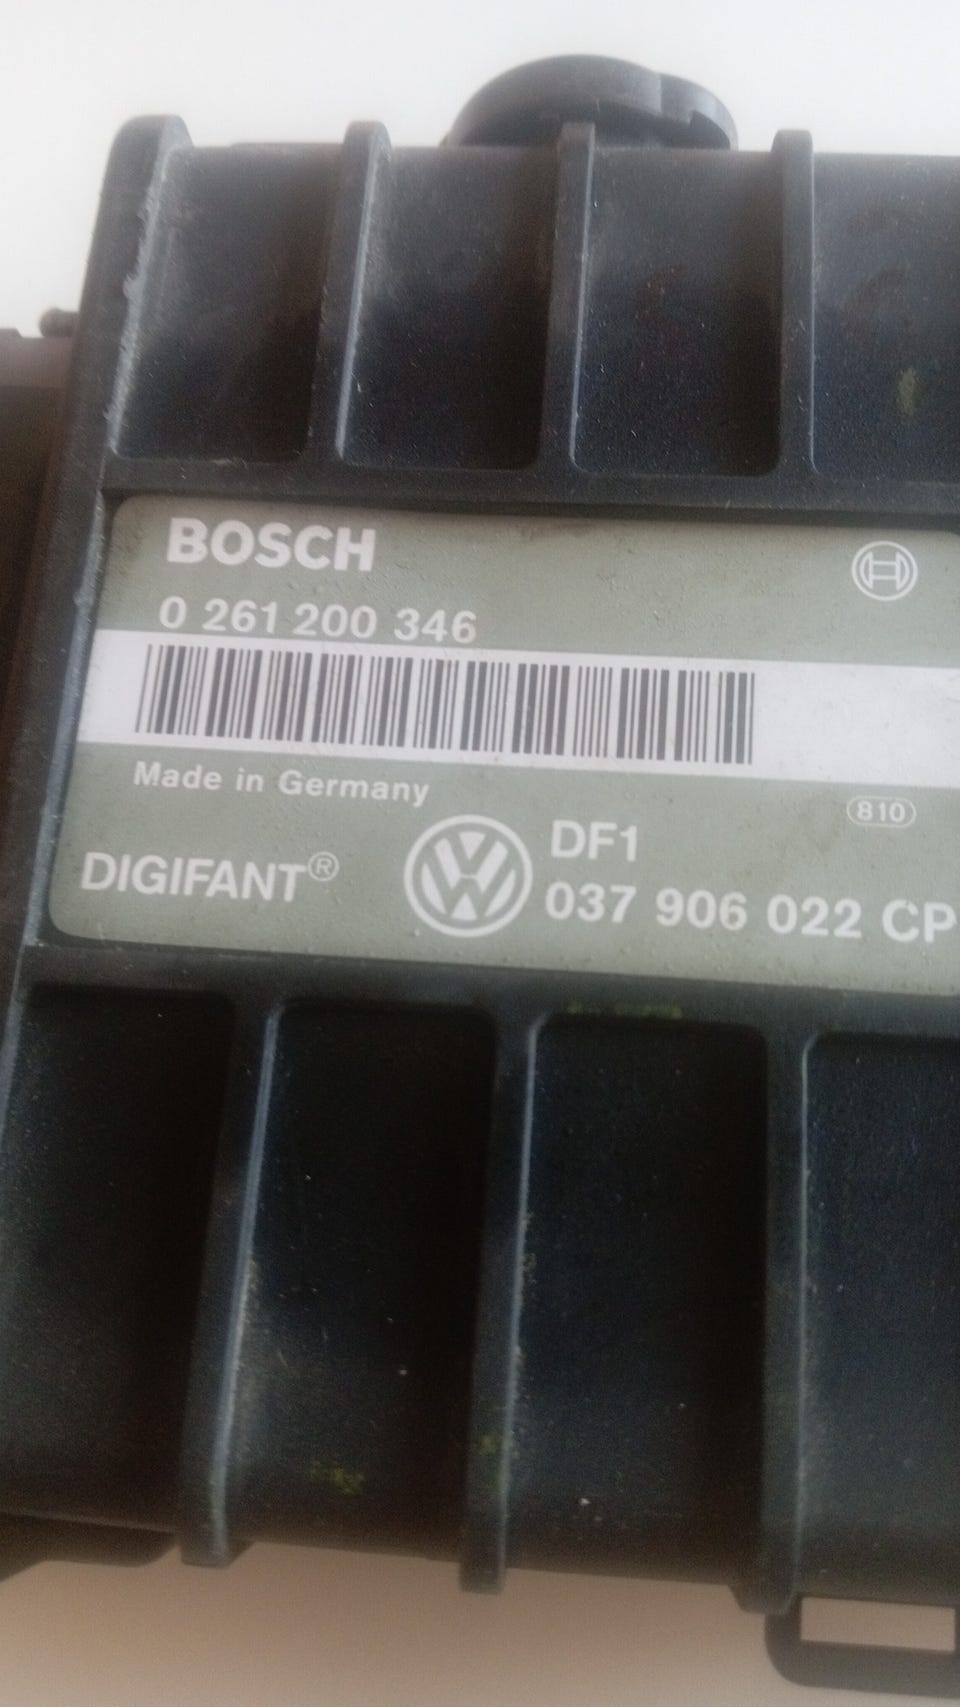 BOSCH
0 261 200 346
Made in Germany
810
DIGIFANT®
DF1
037 906 022 CP